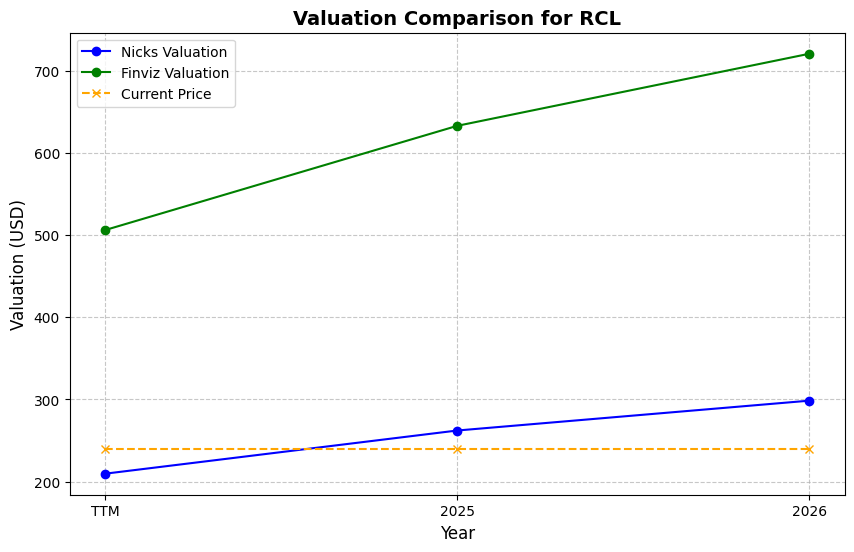 Valuation Comparison for RCL
Nicks Valuation
Finviz Valuation
Current Price
Valuation (USD)
700
600
500
400
300
200
TTM
2025
2026
Year